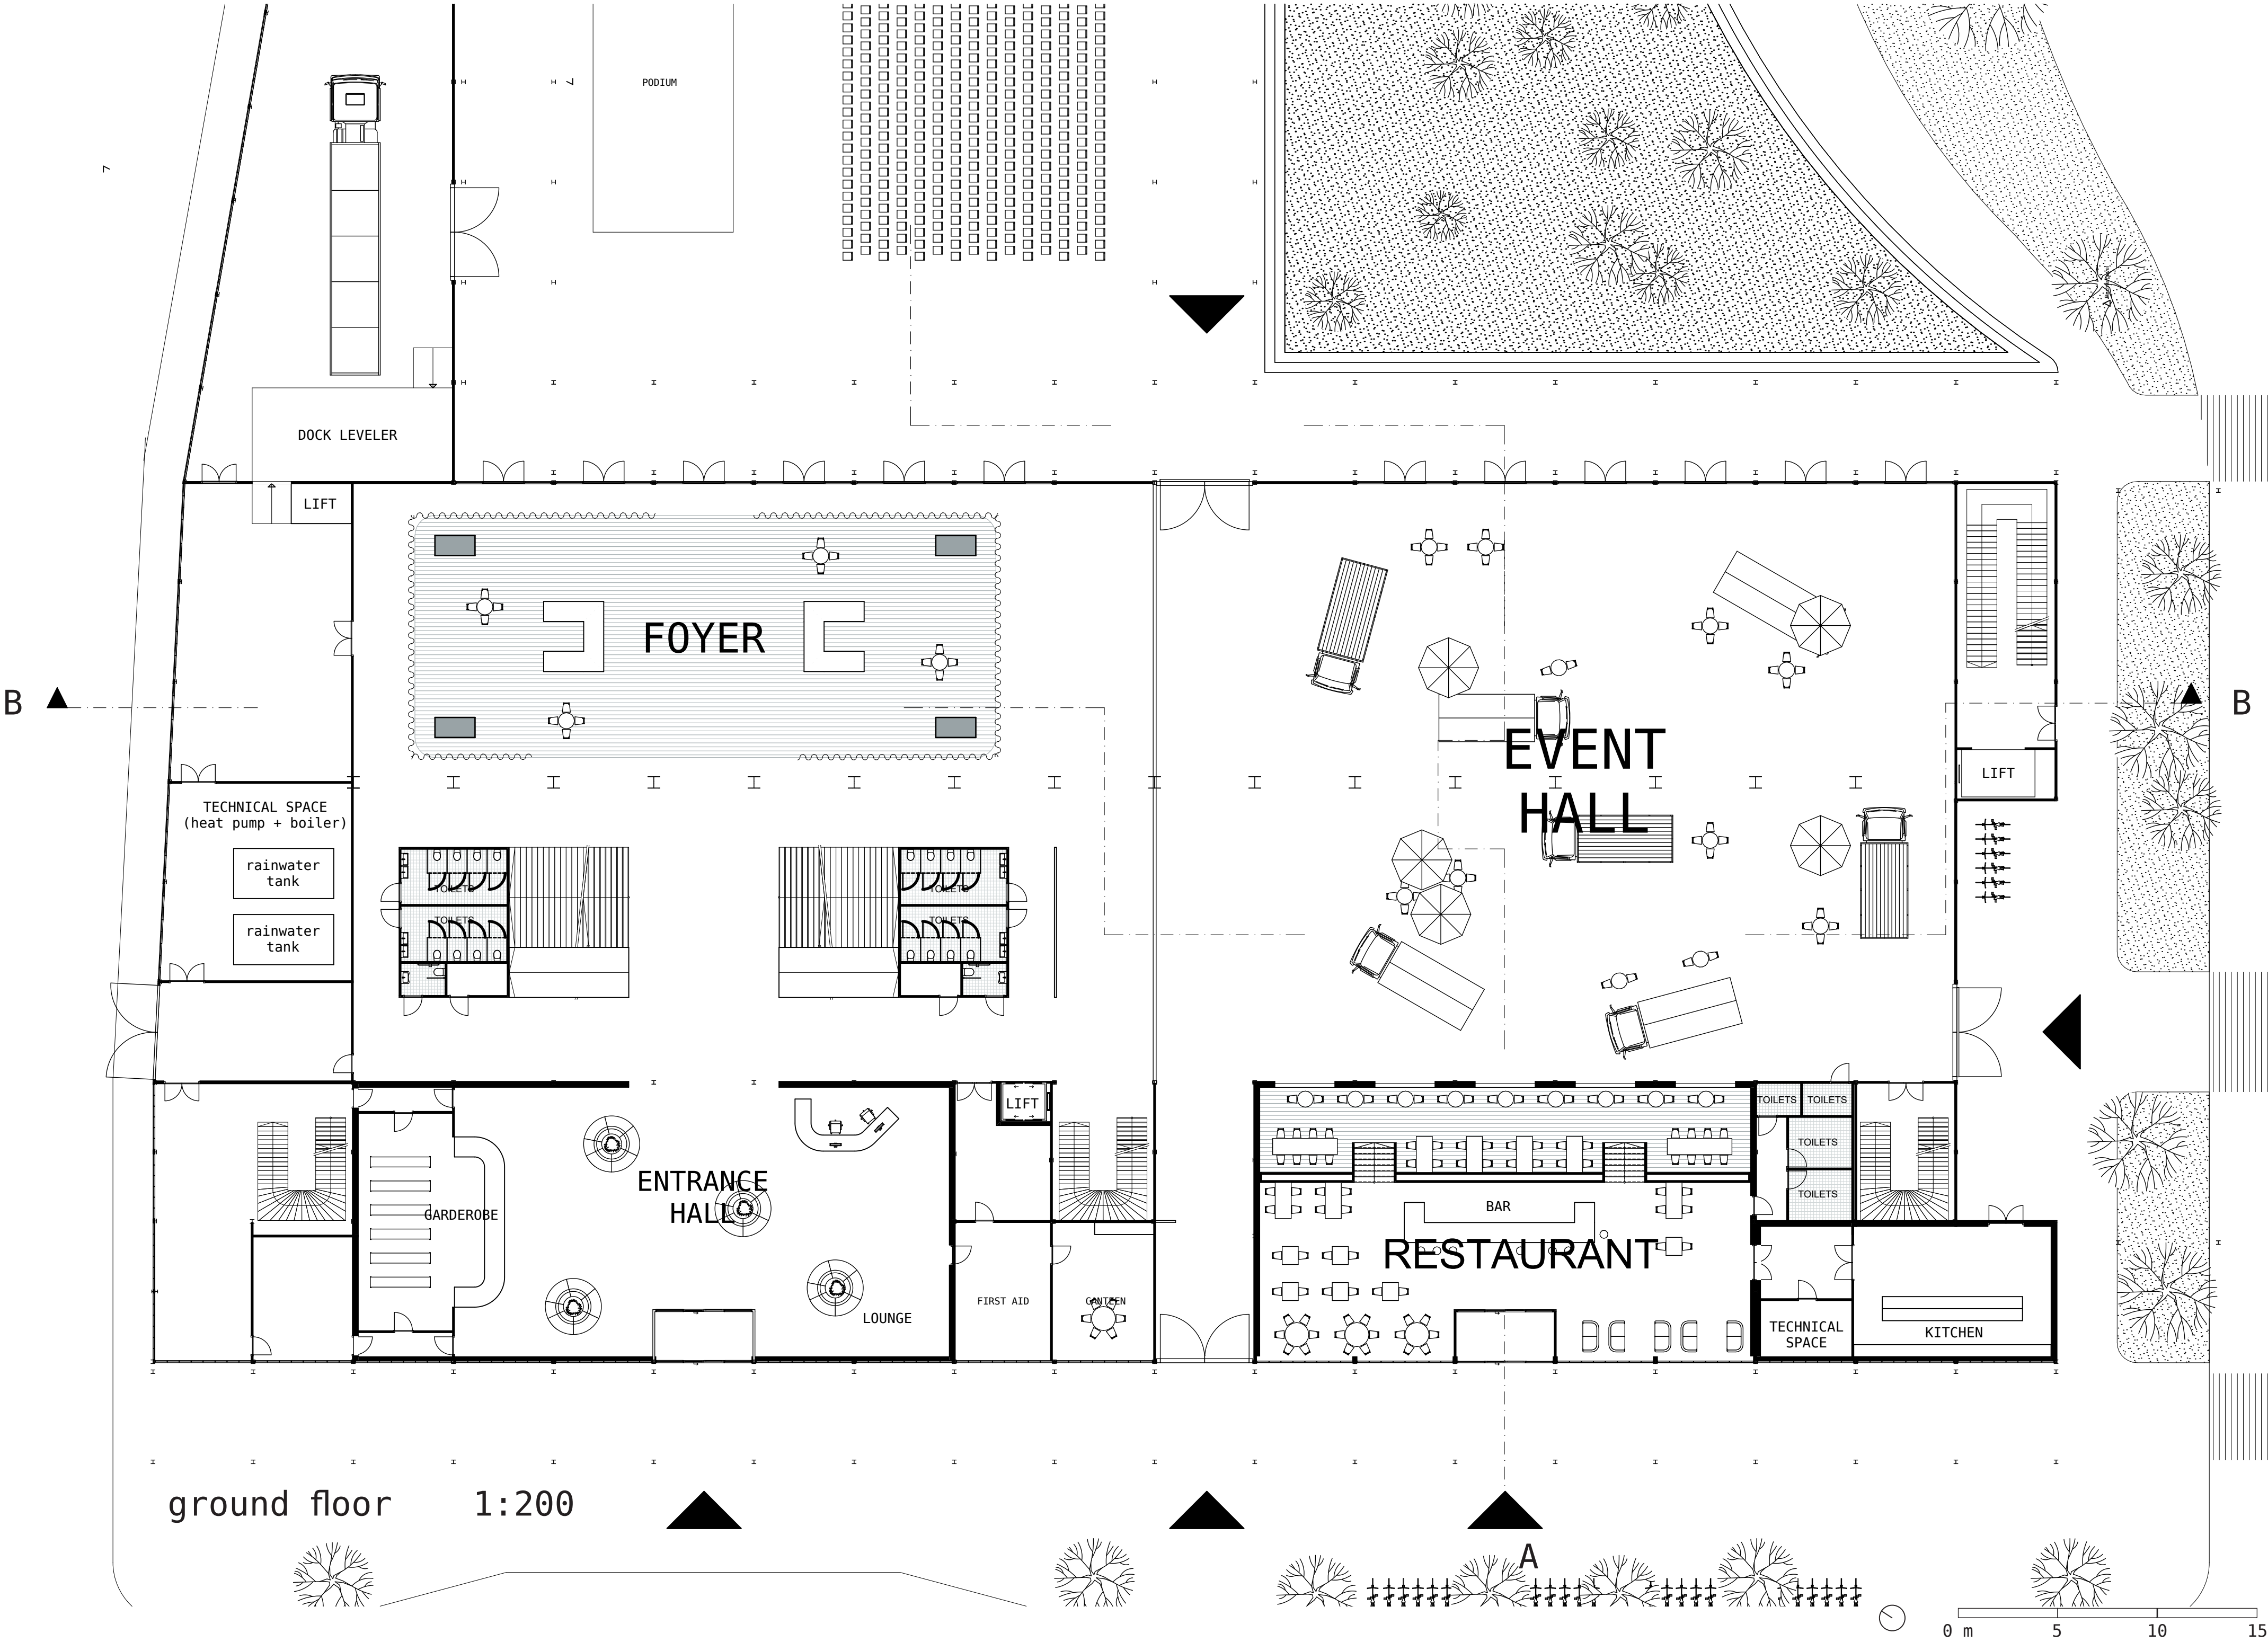 PODIUM
7
7
DOCK LEVELER
LIFT
FOYER
B
B
EVENT
HALL
LIFT
TECHNICAL SPACE
(heat pump + boiler)
rainwater
tank
rainwater
tank
TOILETS
TOILETS
TOILETS
TOILETS
LIFT
TOILETS
TOILETS
TOILETS
TOILETS
ENTRANCE
HALL
GARDEROBE
BAR
RESTAURANT
FIRST AID
CANTEEN
LOUNGE
TECHNICAL
SPACE
KITCHEN
ground floor 1:200
A
0 m 5 10 15